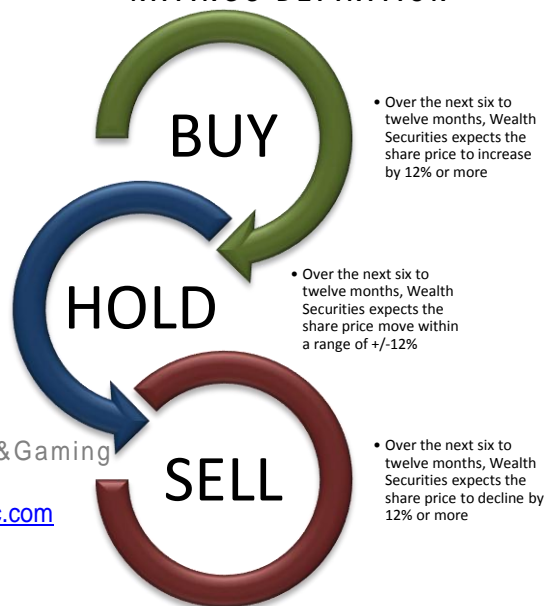 BUY
• Over the next six to
twelve months, Wealth
Securities expects the
share price to increase
by 12% or more
HOLD
• Over the next six to
twelve months, Wealth
Securities expects the
share price move within
a range of +/-12%
&Gaming
c.com
SELL
• Over the next six to
twelve months, Wealth
Securities expects the
share price to decline by
12% or more